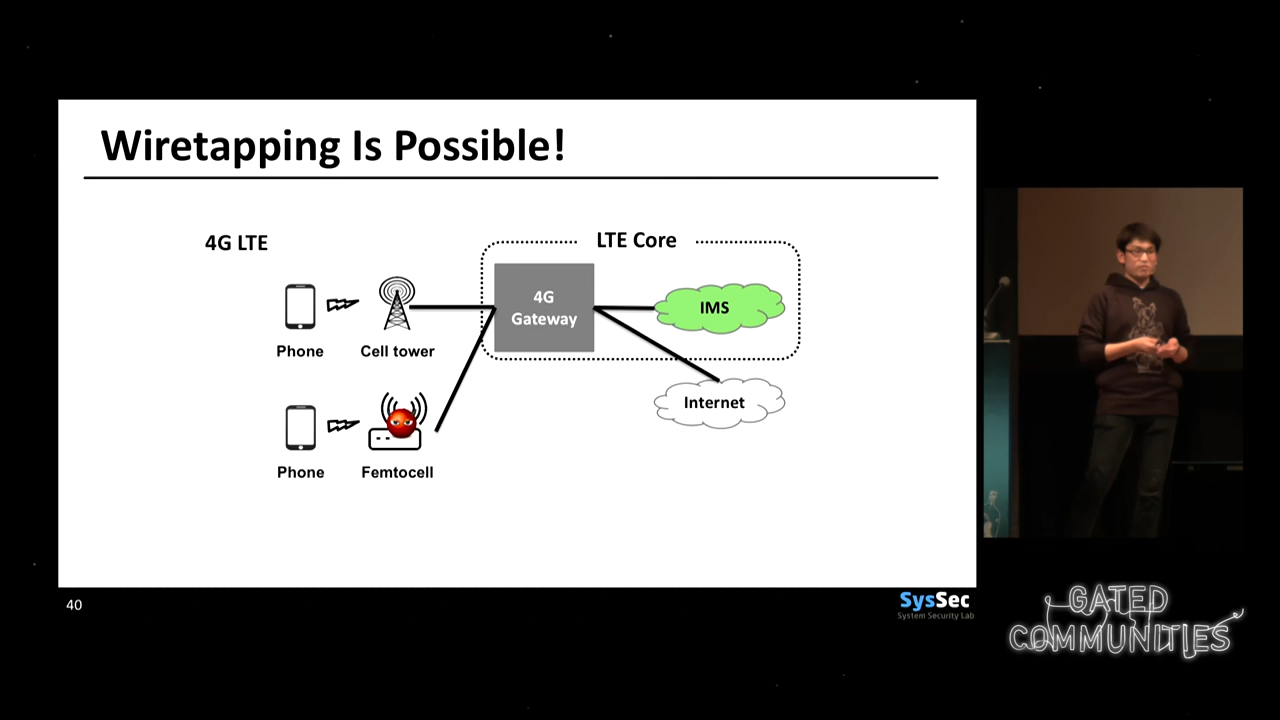 Wiretapping Is Possible!
4G LTE
LTE Core
4G
Gateway
IMS
Phone
Cell tower
Internet
Phone
Femtocell
40
SysSec
System Security Lab
GATED
COMMUNITIES